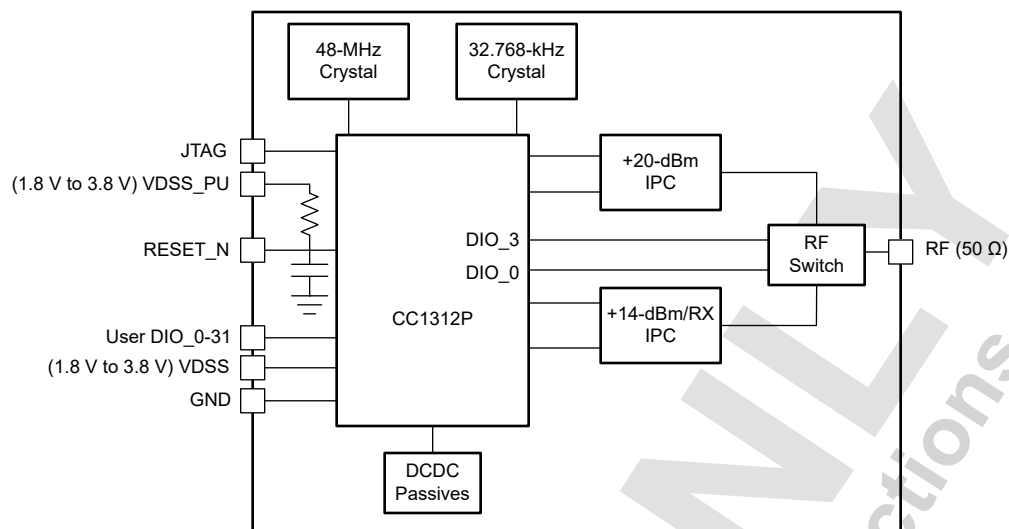 48-MHz
Crystal
32.768-kHz
Crystal
JTAG
(1.8 V to 3.8 V) VDSS_PU
RESET_N
User DIO_0-31
(1.8 V to 3.8 V) VDSS
GND
CC1312P
DIO_3
DIO_0
+20-dBm
IPC
+14-dBm/RX
IPC
RF
Switch
RF (50 Ω)
DCDC
Passives
NLY
ctions